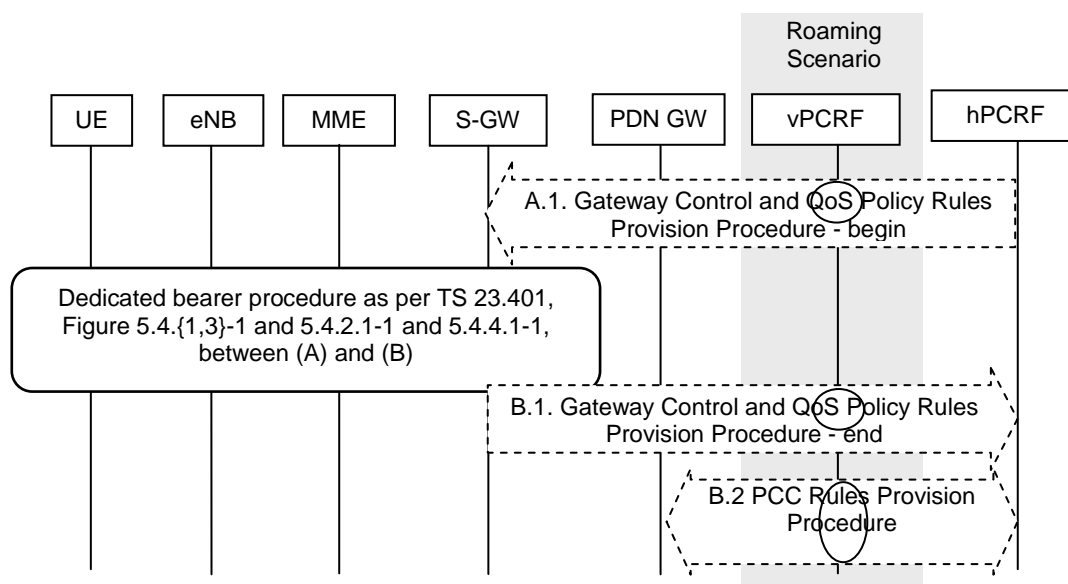 Roaming
Scenario
UE
eNB
MME
S-GW
PDN GW
vPCRF
hPCRF
A.1. Gateway Control and QoS Policy Rules
Provision Procedure - begin
Dedicated bearer procedure as per TS 23.401,
Figure 5.4.{1,3}-1 and 5.4.2.1-1 and 5.4.4.1-1,
between (A) and (B)
B.1. Gateway Control and QoS Policy Rules
Provision Procedure - end
B.2 PCC Rules Provision
Procedure